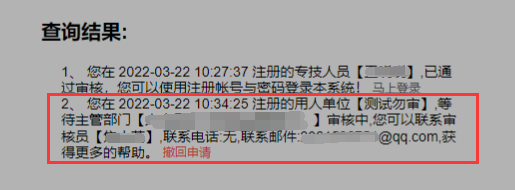 查询结果:
1、 您在 2022-03-22 10:27:37 注册的专技人员【 】,已通
过审核，您可以使用注册帐号与密码登录本系统！ 马上登录
2、 您在 2022-03-22 10:34:25 注册的用人单位【测试勿审】,等
待主管部门【 】审核中,您可以联系审
核员【 】,联系电话:无,联系邮件: @qq.com,获
得更多的帮助。 撤回申请